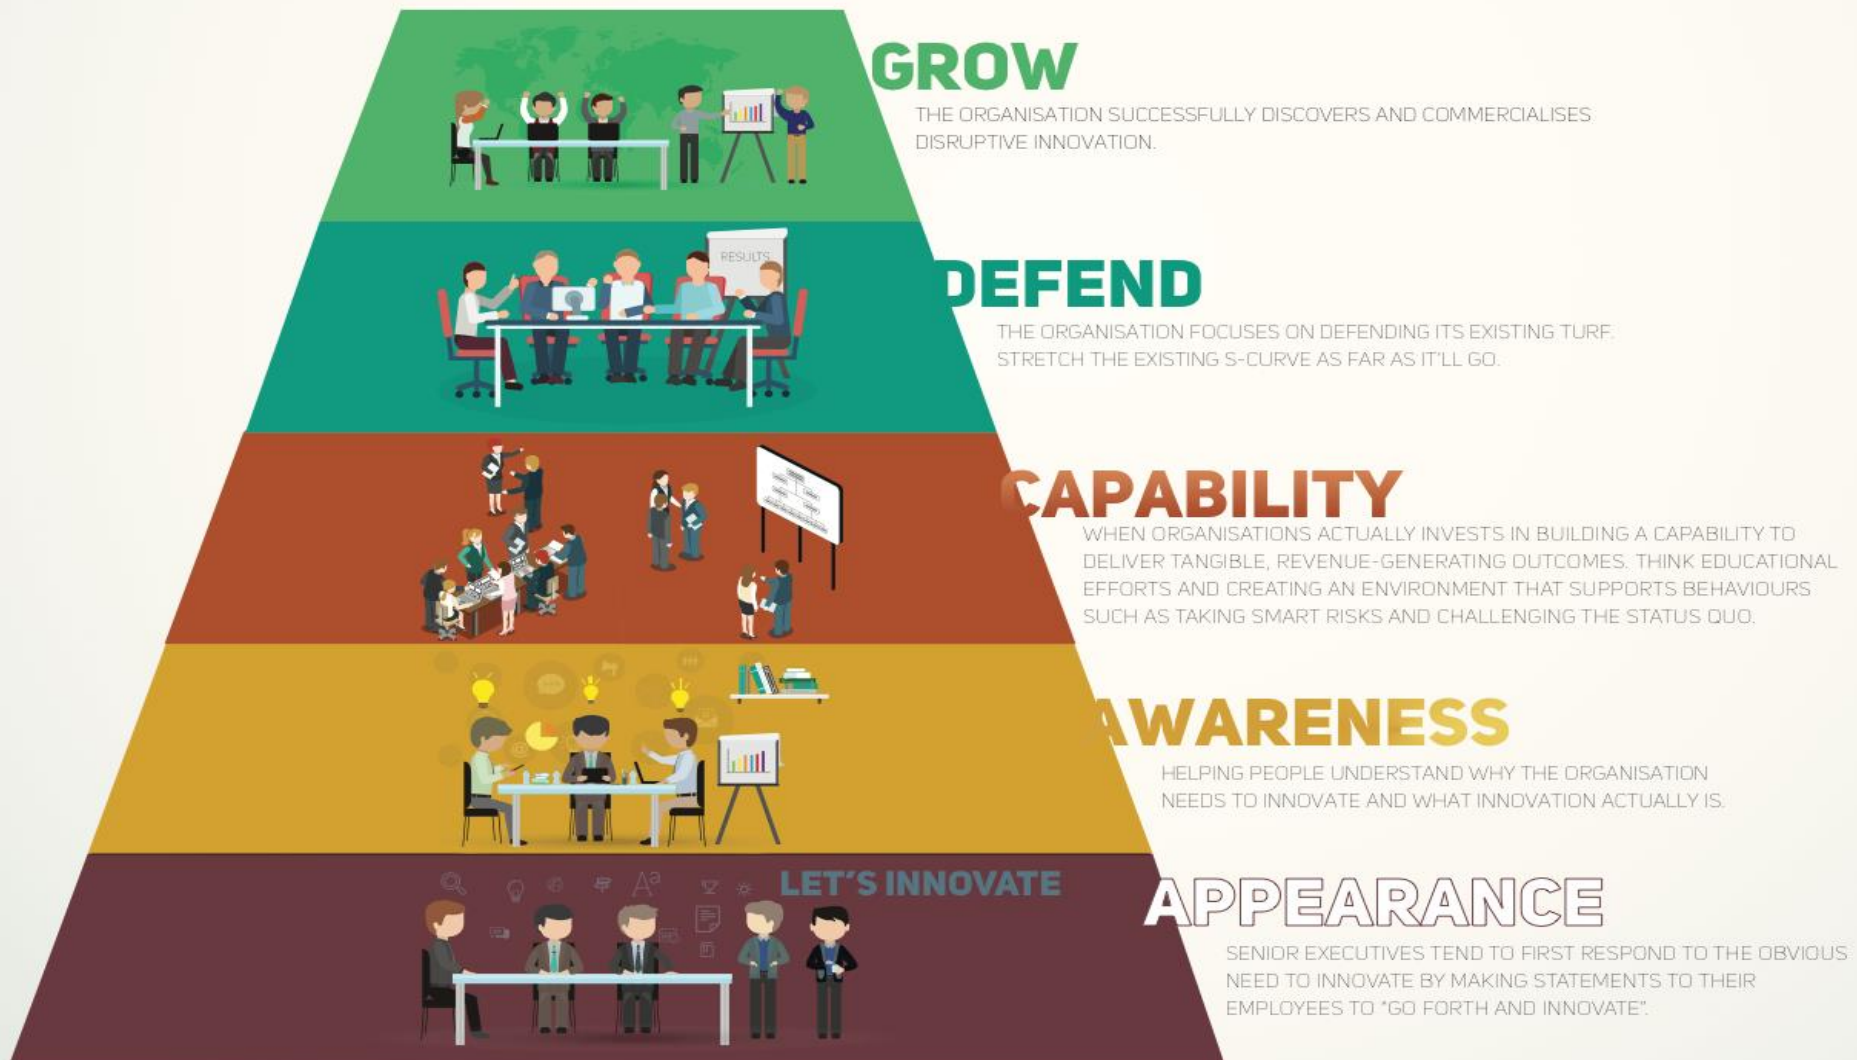 GROW
THE ORGANISATION SUCCESSFULLY DISCOVERS AND COMMERCIALISES
DISRUPTIVE INNOVATION.
RESULTS
DEFEND
THE ORGANISATION FOCUSES ON DEFENDING ITS EXISTING TURF.
STRETCH THE EXISTING S-CURVE AS FAR AS IT'LL GO.
CAPABILITY
WHEN ORGANISATIONS ACTUALLY INVESTS IN BUILDING A CAPABILITY TO
DELIVER TANGIBLE, REVENUE-GENERATING OUTCOMES. THINK EDUCATIONAL
EFFORTS AND CREATING AN ENVIRONMENT THAT SUPPORTS BEHAVIOURS
SUCH AS TAKING SMART RISKS AND CHALLENGING THE STATUS QUO.
AWARENESS
HELPING PEOPLE UNDERSTAND WHY THE ORGANISATION
NEEDS TO INNOVATE AND WHAT INNOVATION ACTUALLY IS.
Aa
LET'S INNOVATE
APPEARANCE
SENIOR EXECUTIVES TEND TO FIRST RESPOND TO THE OBVIOUS
NEED TO INNOVATE BY MAKING STATEMENTS TO THEIR
EMPLOYEES TO "GO FORTH AND INNOVATE".